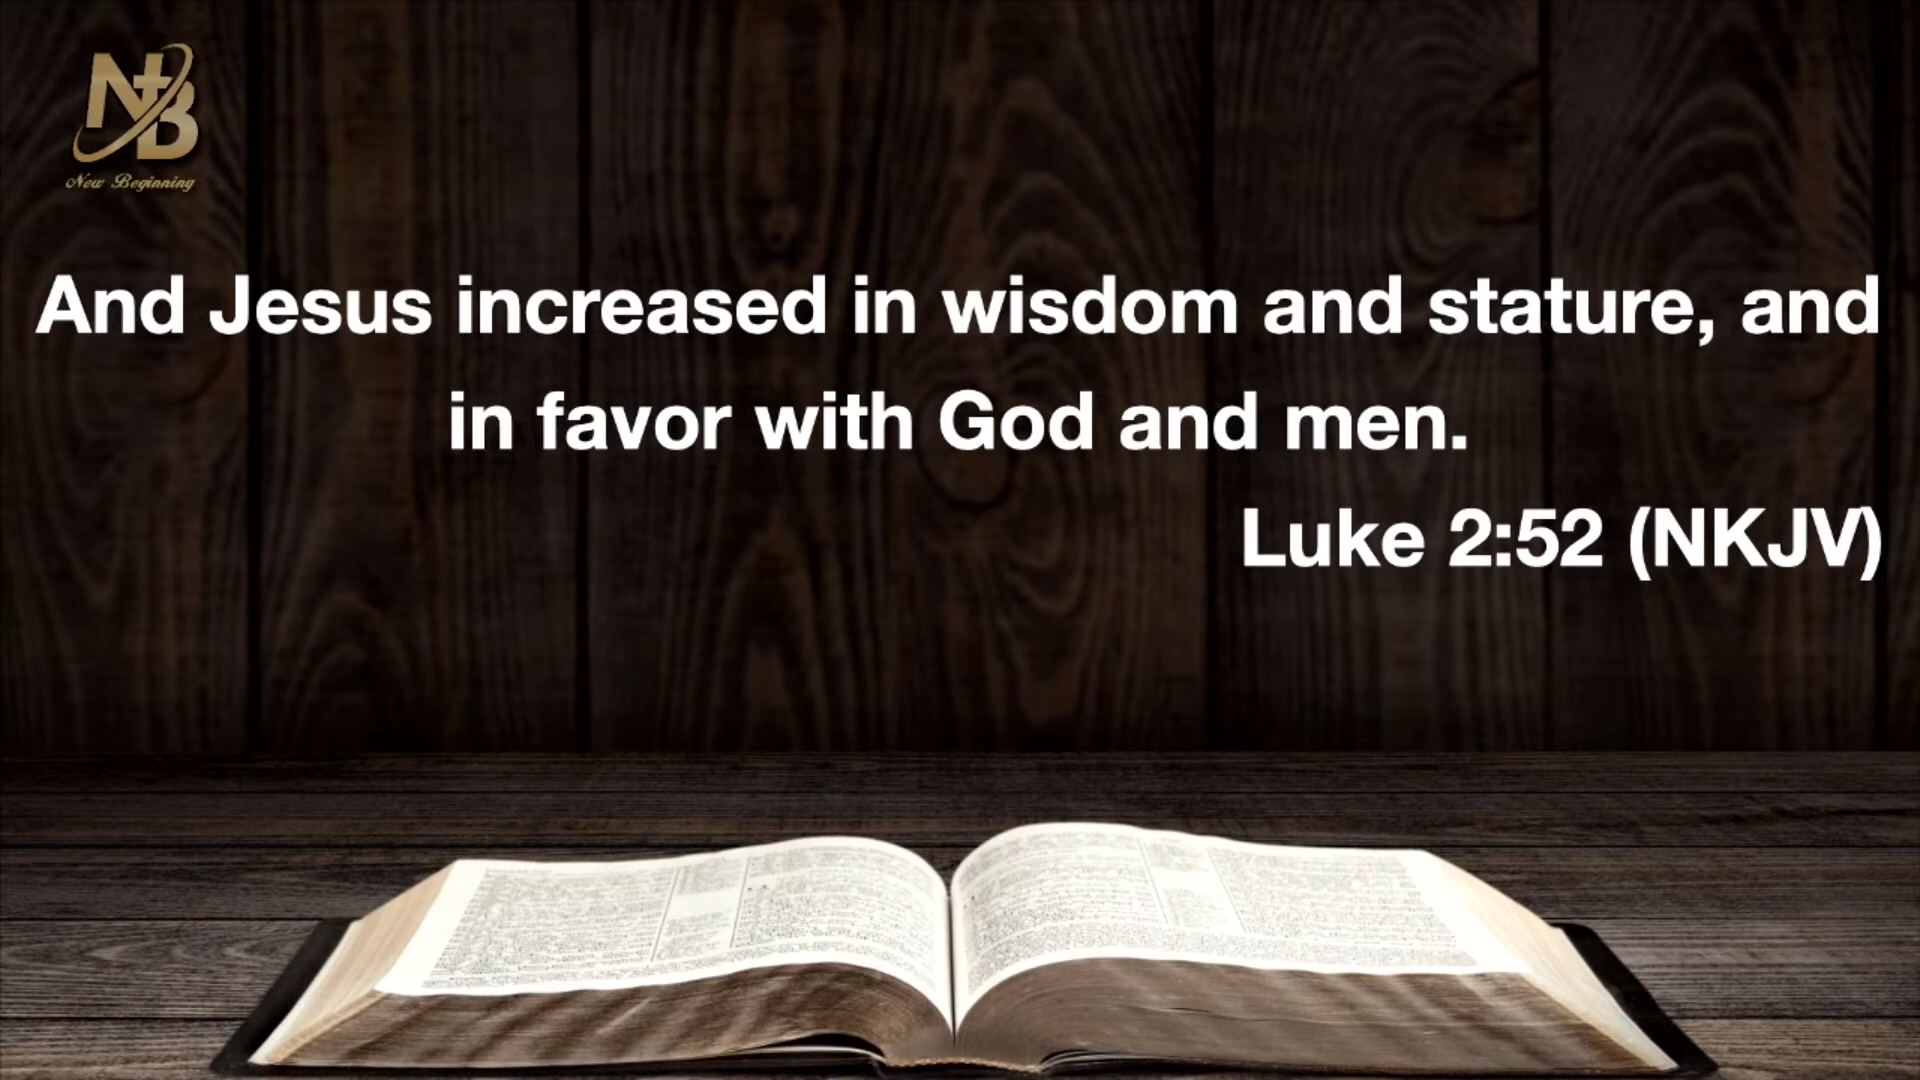 NB
New Beginning
And Jesus increased in wisdom and stature, and
in favor with God and men.
Luke 2:52 (NKJV)